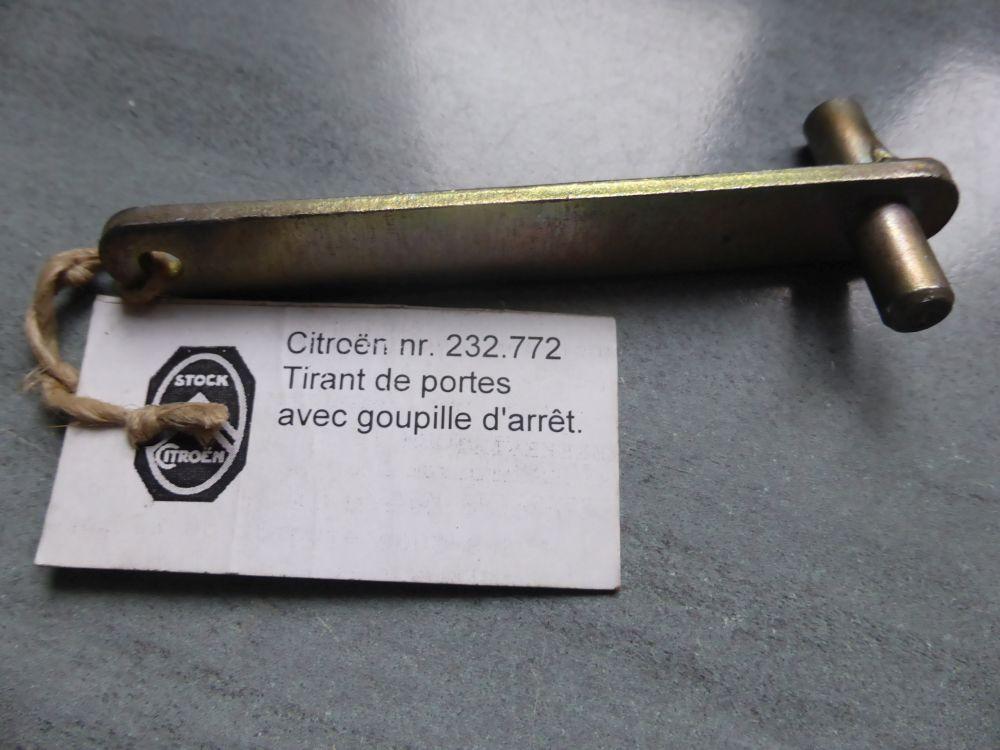 Citroën nr. 232.772
Tirant de portes
avec goupille d'arrêt.
STOCK
CITROËN